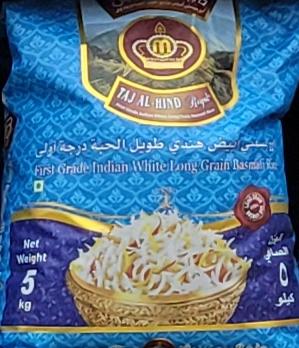 TAJ AL-HIND Royal
أرز بسمتي أبيض هندي طويل الحبة درجة أولى
First Grade Indian White Long Grain Basmati Rice
Net
Weight
5
kg
الصافي
٥
كيلو